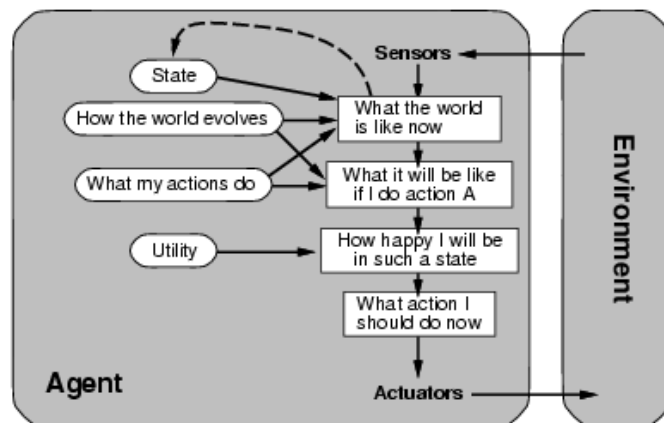 Sensors
State
What the world
is like now
How the world evolves
What my actions do
What it will be like
if I do action A
Utility
How happy I will be
in such a state
What action I
should do now
Agent
Actuators
Environment